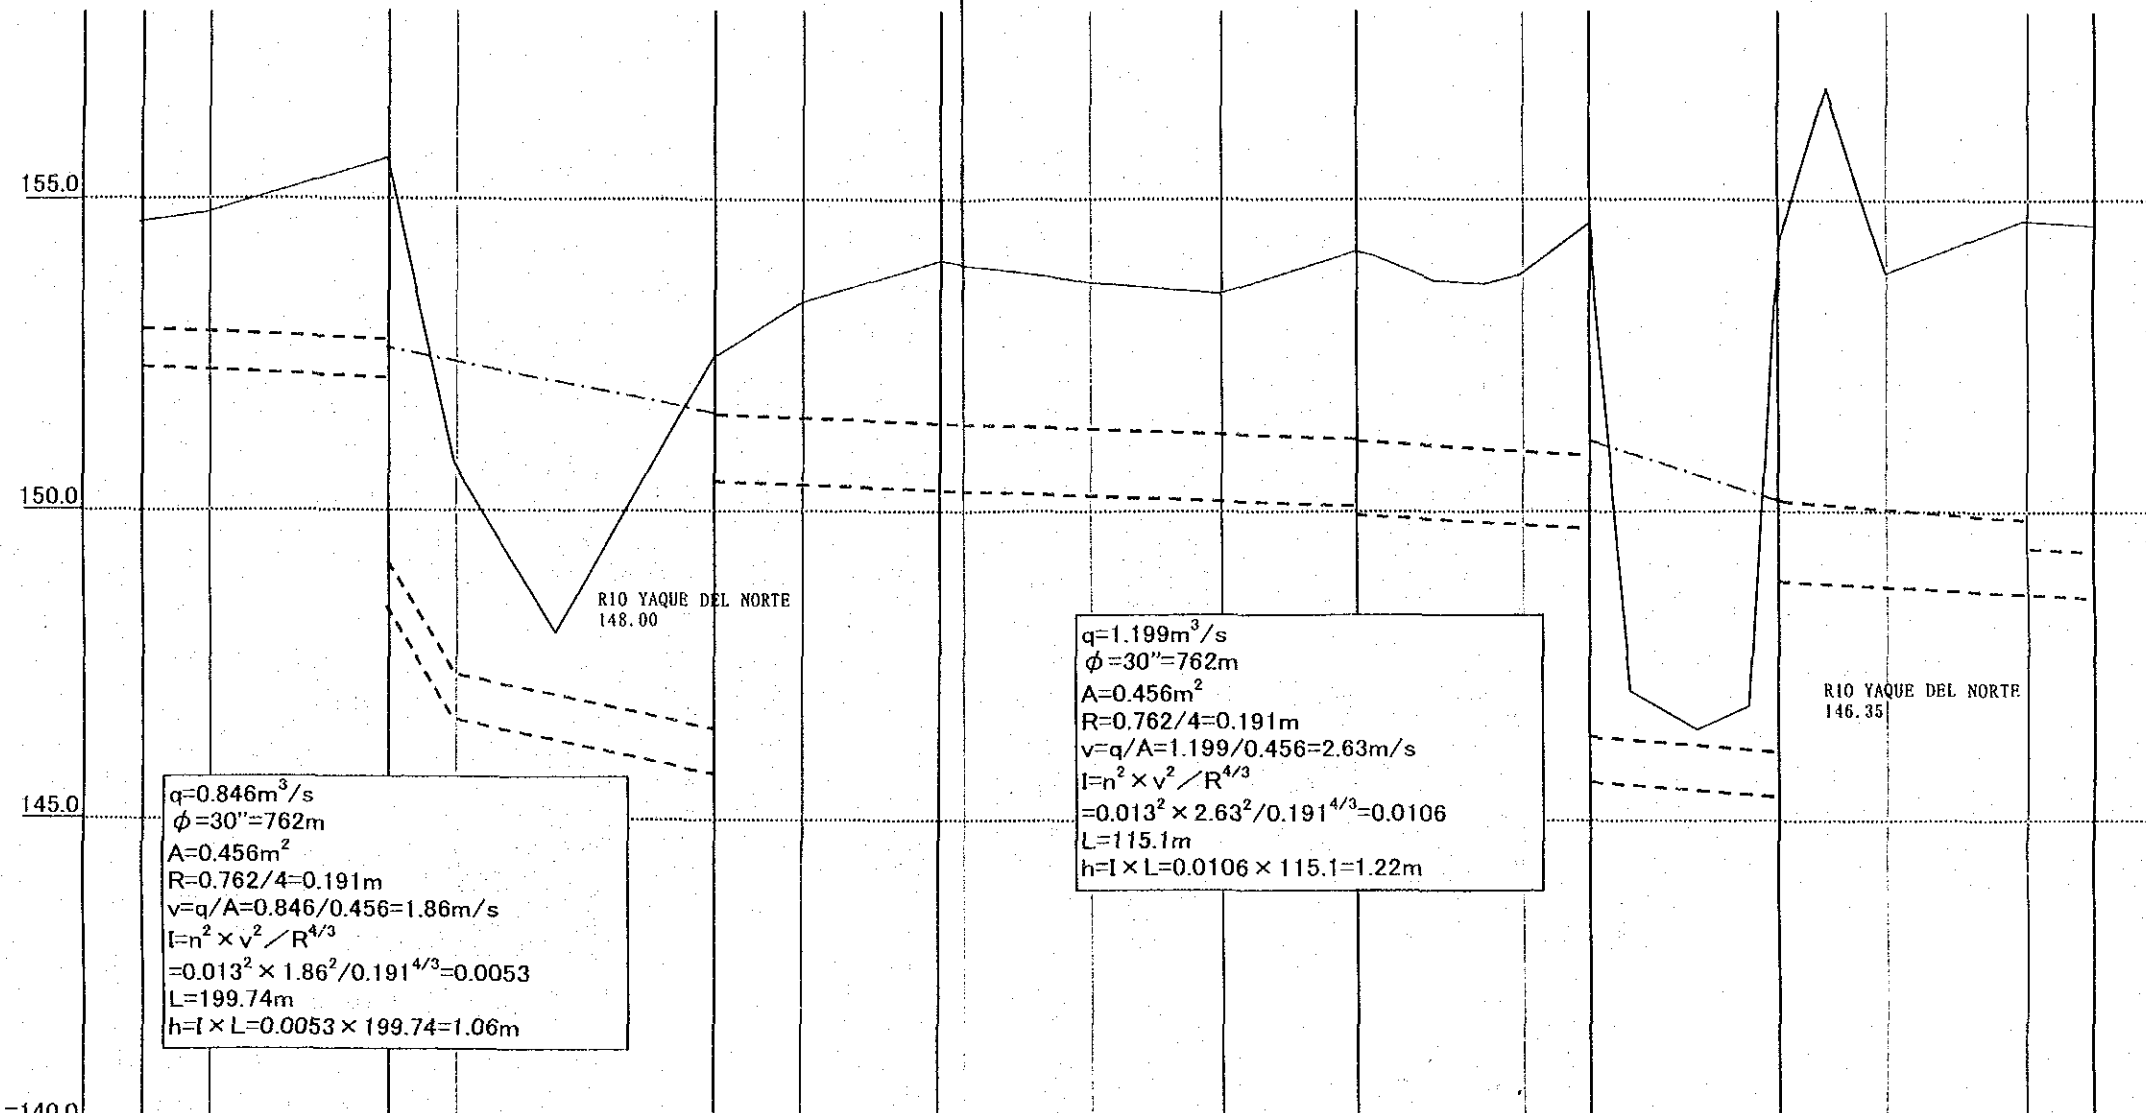 155.0
150.0
RIO YAQUE DEL NORTE
148.00
q=1.199m³/s
ϕ=30"=762m
A=0.456m²
R=0.762/4=0.191m
v=q/A=1.199/0.456=2.63m/s
I=n²×v²/R^4/3
=0.013²×2.63²/0.191^4/3=0.0106
L=115.1m
h=I×L=0.0106×115.1=1.22m
RIO YAQUE DEL NORTE
146.35
145.0
q=0.846m³/s
ϕ=30"=762m
A=0.456m²
R=0.762/4=0.191m
v=q/A=0.846/0.456=1.86m/s
I=n²×v²/R^4/3
=0.013²×1.86²/0.191^4/3=0.0053
L=199.74m
h=I×L=0.0053×199.74=1.06m
=140.0